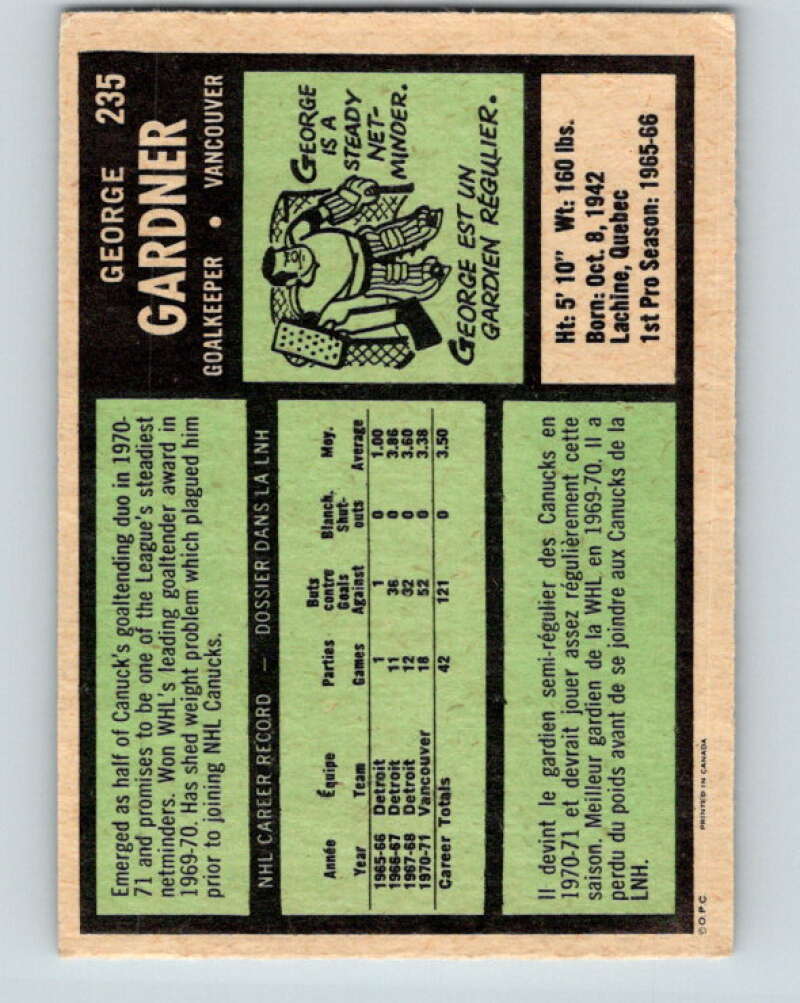 GEORGE 235
GARDNER
GOALKEEPER • VANCOUVER
Emerged as half of Canuck's goaltending duo in 1970-
71 and promises to be one of the League's steadiest
netminders. Won WHL's leading goaltender award in
1969-70. Has shed weight problem which plagued him
prior to joining NHL Canucks.
GEORGE
IS A
STEADY
NET-
MINDER.
GEORGE EST UN
GARDIEN RÉGULIER.
NHL CAREER RECORD — DOSSIER DANS LA LNH
Année Équipe Parties Buts contre Blanch. Moy.
Year Team Games Goals Against Shut-outs Average
1965-66 Detroit 1 1 0 1.00
1966-67 Detroit 11 36 0 3.86
1967-68 Detroit 12 32 0 3.60
1970-71 Vancouver 18 52 0 3.38
Career Totals 42 121 0 3.50
Ht: 5' 10" Wt: 160 lbs.
Born: Oct. 8, 1942
Lachine, Quebec
1st Pro Season: 1965-66
Il devint le gardien semi-régulier des Canucks en
1970-71 et devrait jouer assez régulièrement cette
saison. Meilleur gardien de la WHL en 1969-70. Il a
perdu du poids avant de se joindre aux Canucks de la
LNH.
© O.P.C. PRINTED IN CANADA